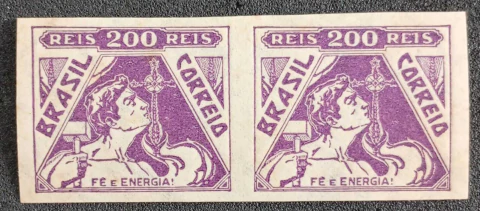 REIS 200 REIS
BRASIL CORREIO
FÉ E ENERGIA!
REIS 200 REIS
BRASIL CORREIO
FÉ E ENERGIA!